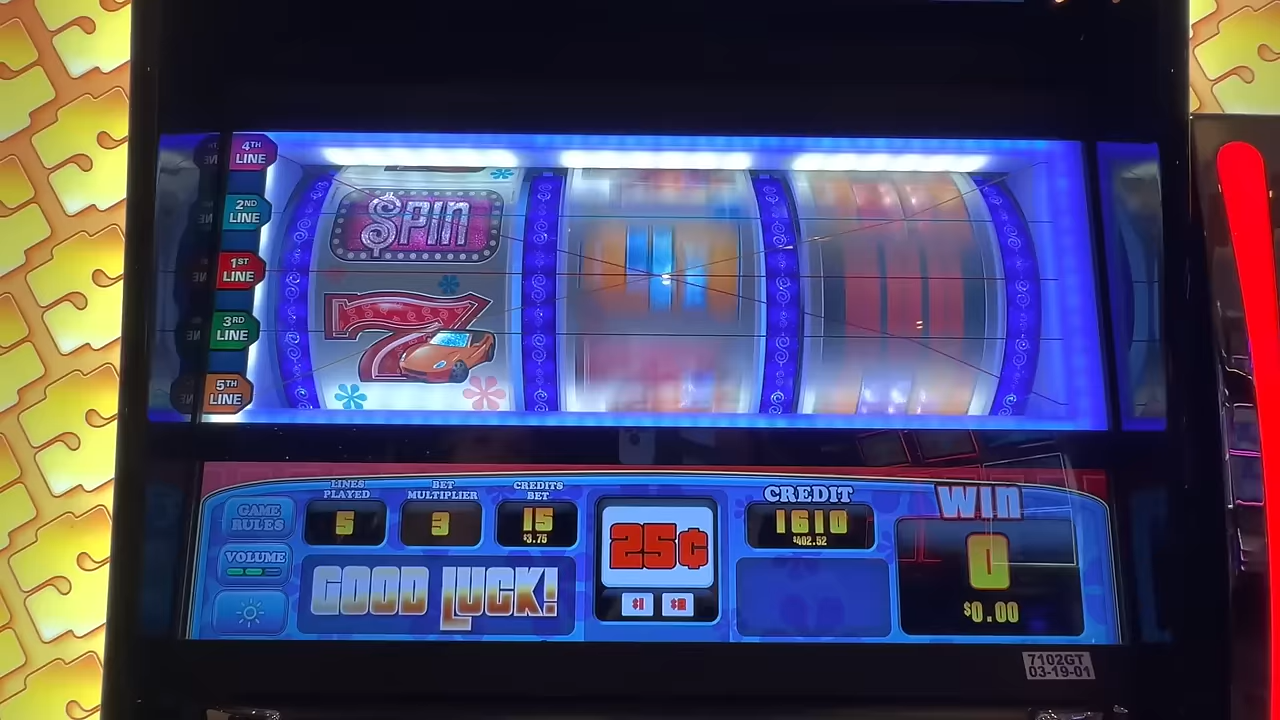 4TH
LINE
2ND
LINE
1ST
LINE
3RD
LINE
5TH
LINE
$PIN
7
GAME
RULES
VOLUME
LINES
PLAYED
5
BET
MULTIPLIER
3
CREDITS
BET
15
$3.75
GOOD LUCK!
25¢
$1
CREDIT
1610
$402.52
WIN
0
$0.00
7102GT
03-19-01